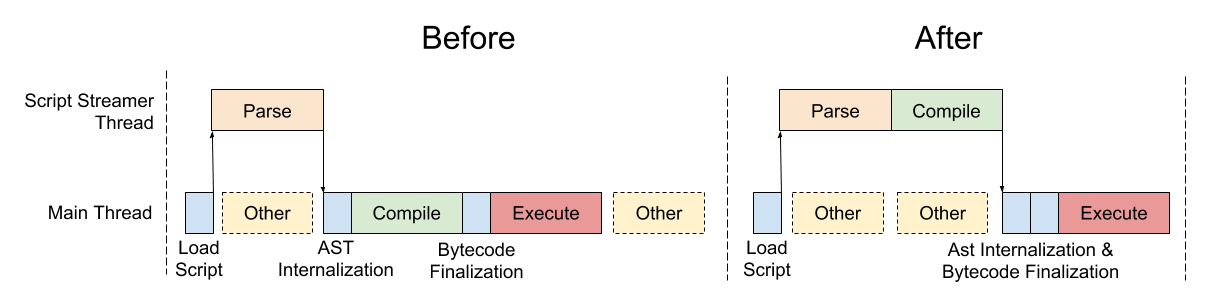 Before
After
Script Streamer
Thread
Parse
Parse
Compile
Main Thread
Other
Compile
Execute
Other
Other
Other
Execute
Load
Script
AST
Internalization
Bytecode
Finalization
Load
Script
Ast Internalization &
Bytecode Finalization